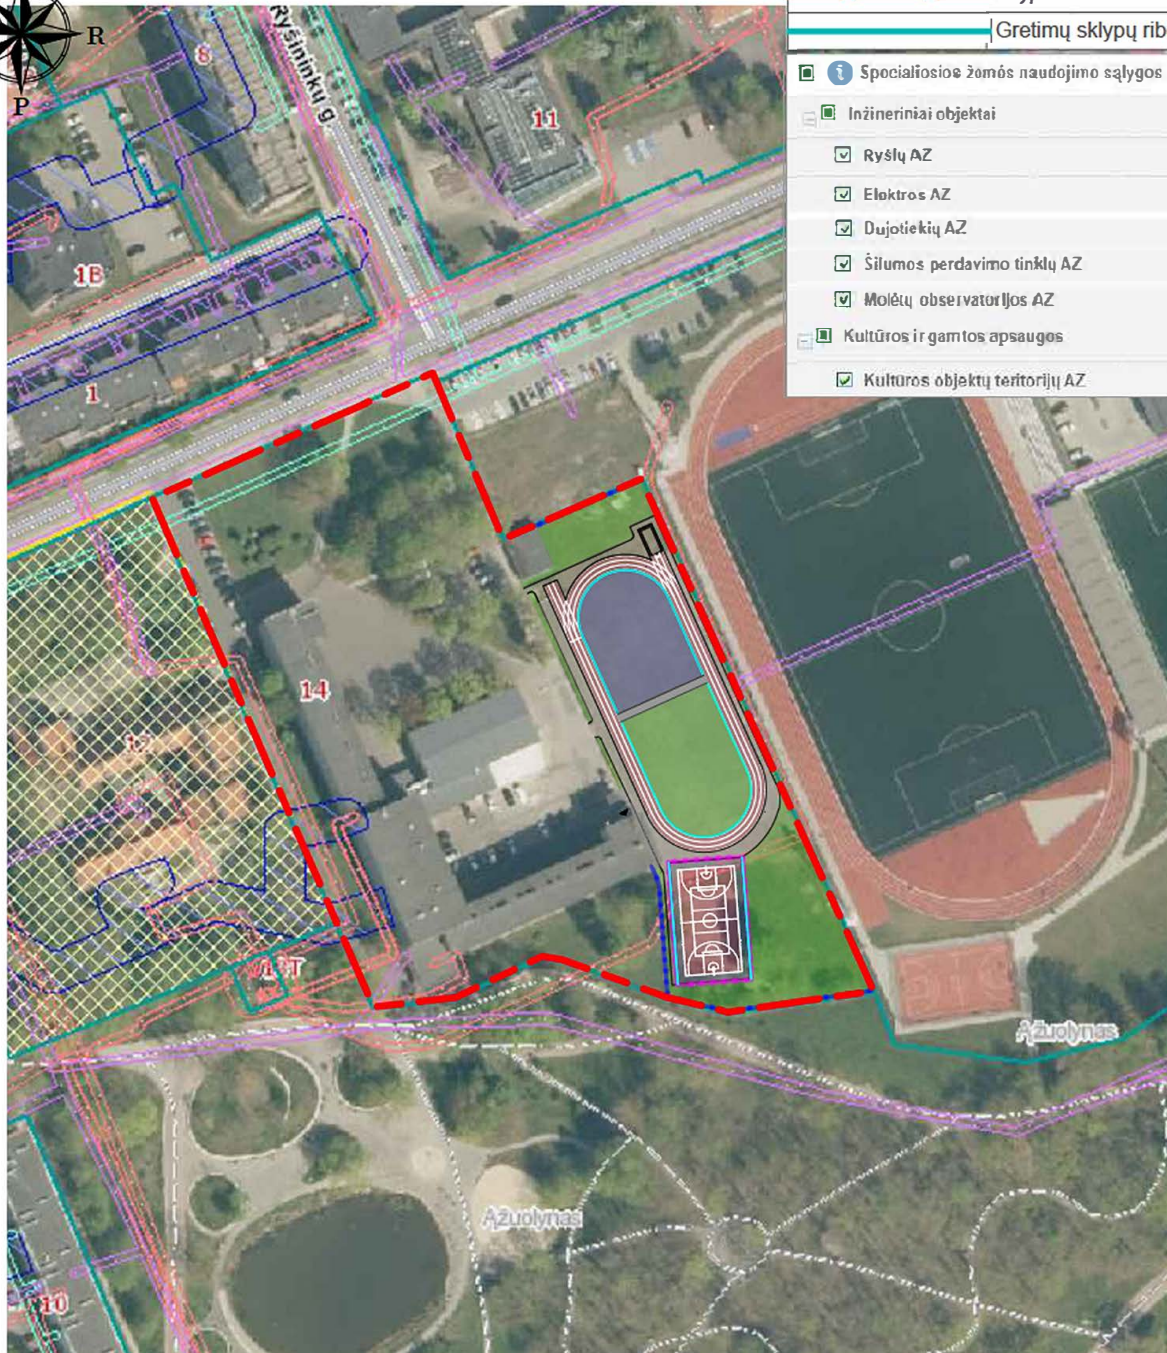 R
P
Gretimų sklypų rib
Specialiosios žemės naudojimo sąlygos
Inžineriniai objektai
Ryšių AZ
Elektros AZ
Dujotiekių AZ
Šilumos perdavimo tinklų AZ
Molėtų observatorijos AZ
Kultūros ir gamtos apsaugos
Kultūros objektų teritorijų AZ
Ryšininkų g.
8
11
1B
1
14
12
Ąžuolynas
Ąžuolynas
10